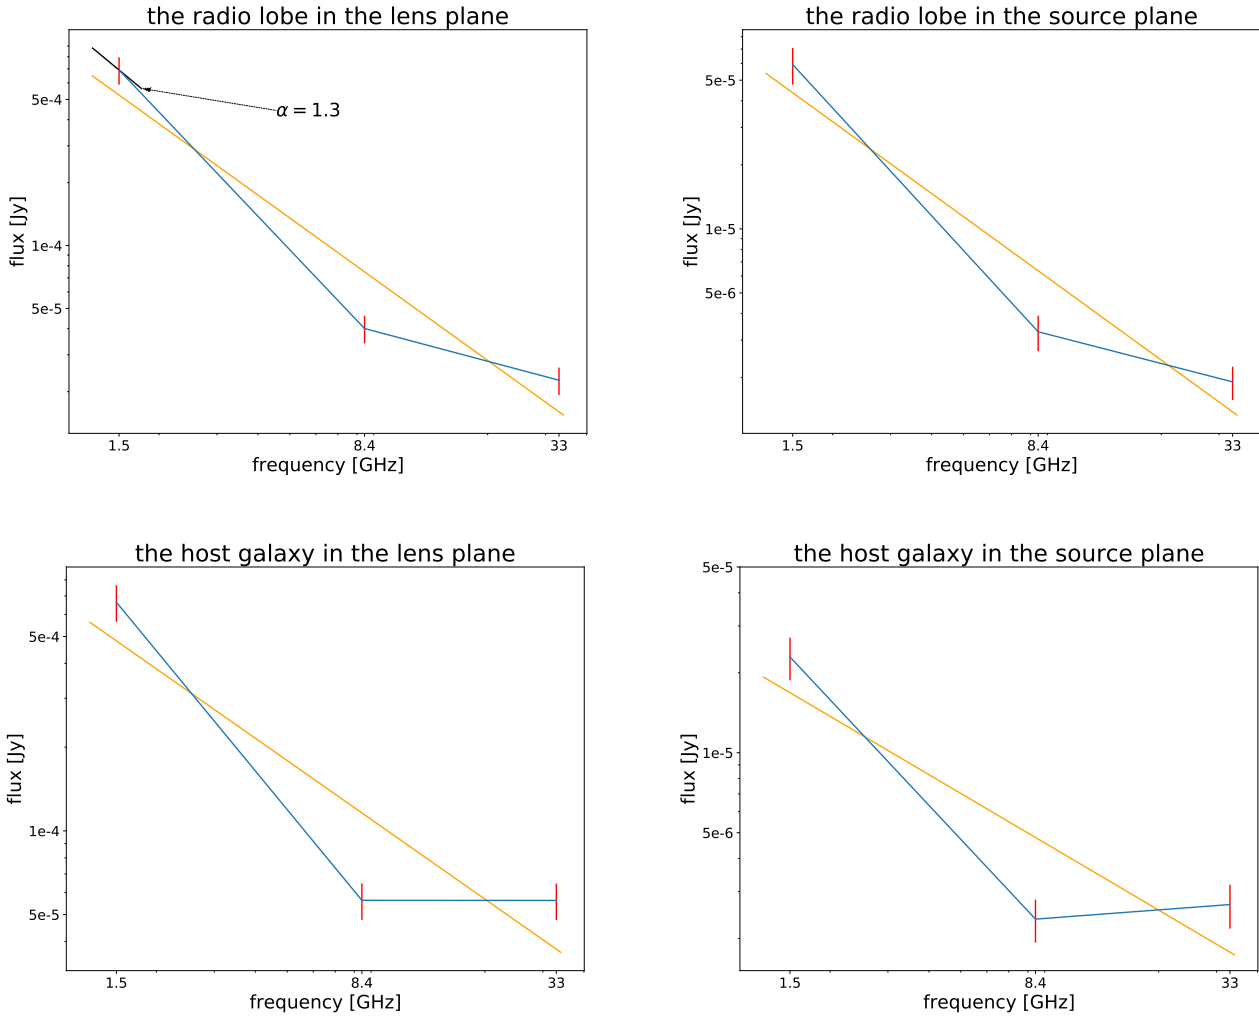 the radio lobe in the lens plane
α = 1.3
5e-4
1e-4
5e-5
flux [Jy]
1.5
8.4
33
frequency [GHz]
the radio lobe in the source plane
5e-5
1e-5
5e-6
flux [Jy]
1.5
8.4
33
frequency [GHz]
the host galaxy in the lens plane
5e-4
1e-4
5e-5
flux [Jy]
1.5
8.4
33
frequency [GHz]
the host galaxy in the source plane
5e-5
1e-5
5e-6
flux [Jy]
1.5
8.4
33
frequency [GHz]